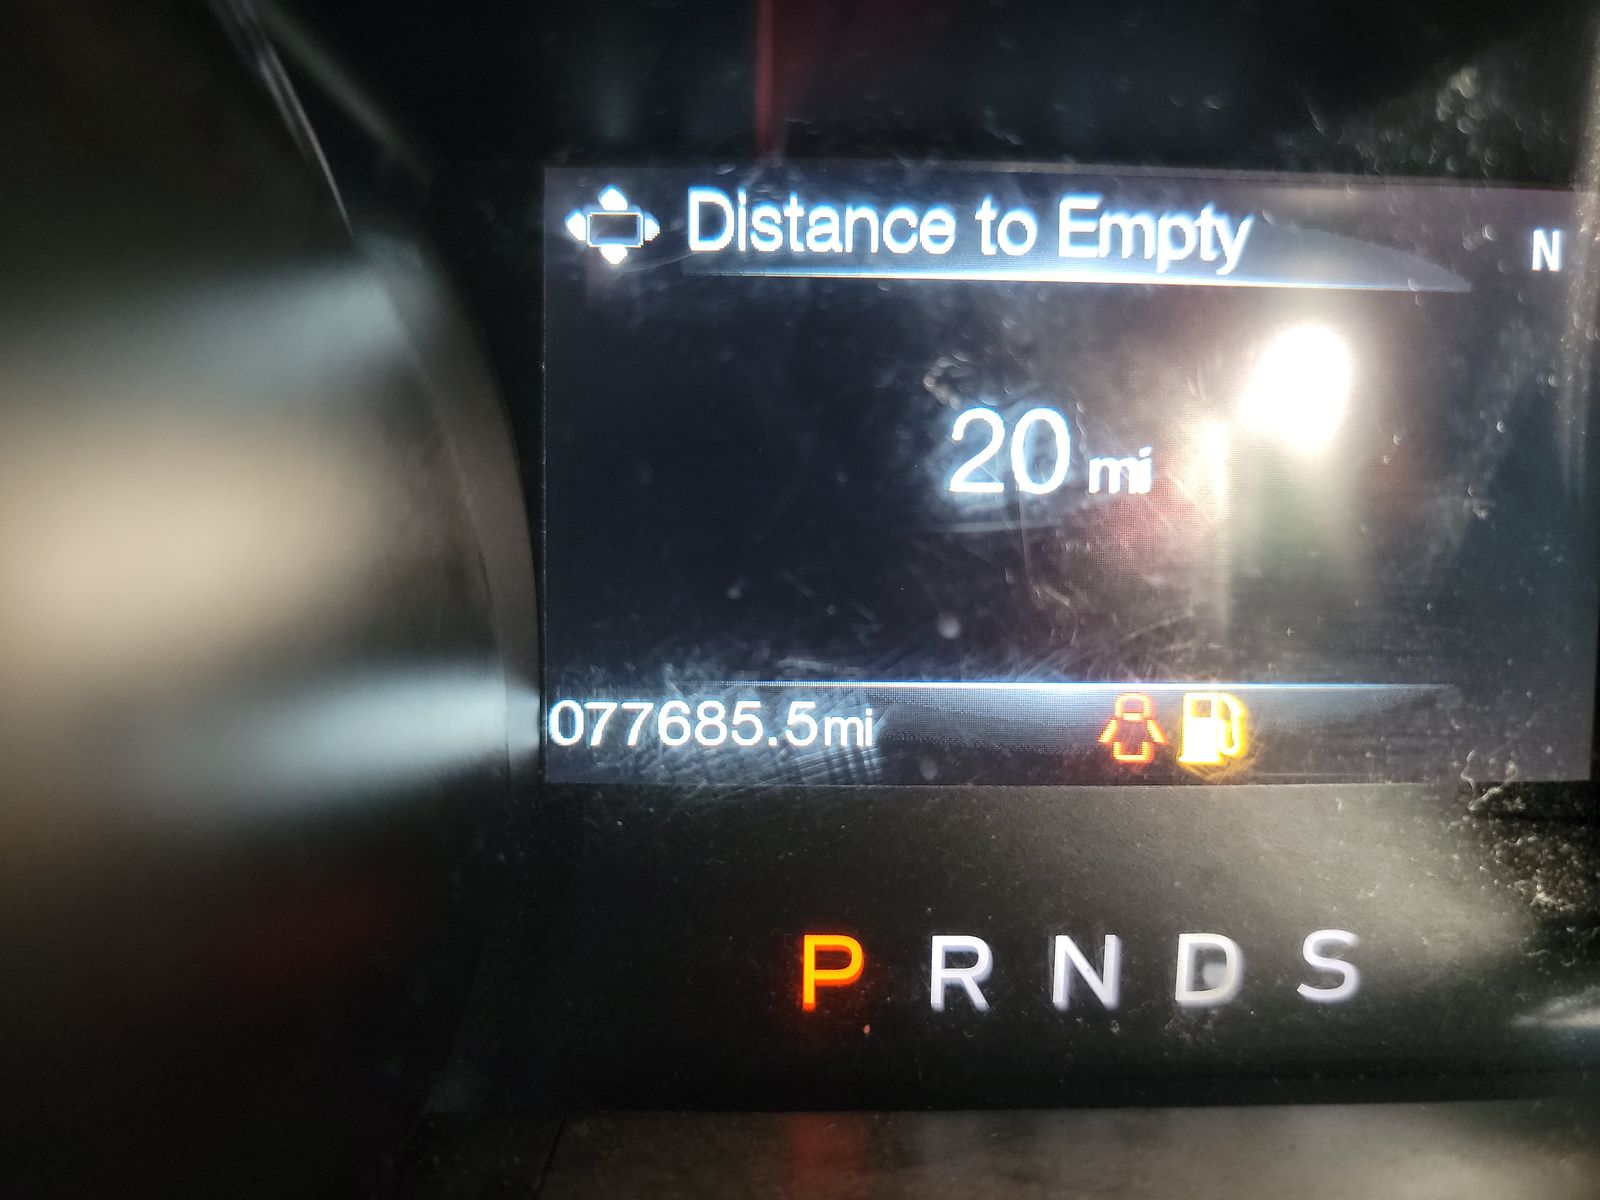 Distance to Empty
N
20 mi
077685.5mi
P R N D S